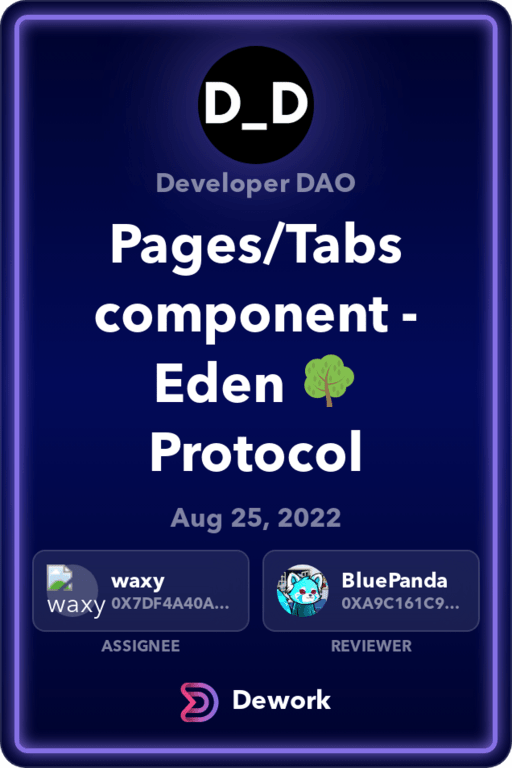 D_D
Developer DAO
Pages/Tabs
component -
Eden 🌳
Protocol
Aug 25, 2022
waxy
waxy
0X7DF4A40A...
BluePanda
0XA9C161C9...
ASSIGNEE
REVIEWER
Dework